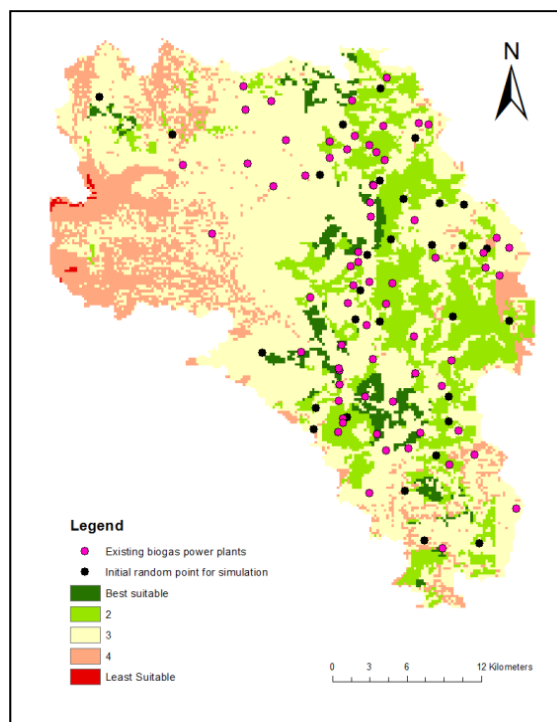 N
Legend
Existing biogas power plants
Initial random point for simulation
Best suitable
2
3
4
Least Suitable
0 3 6 12 Kilometers